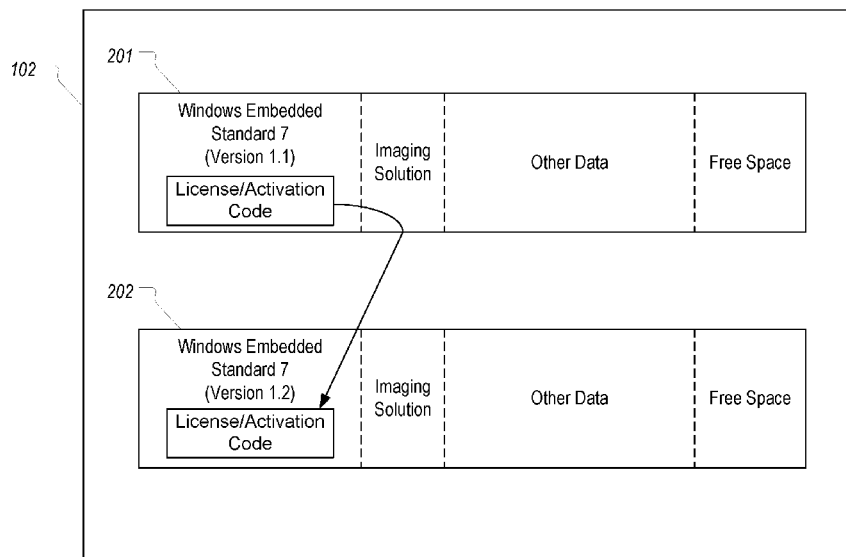 201
102
Windows Embedded
Standard 7
(Version 1.1)
License/Activation
Code
Imaging
Solution
Other Data
Free Space
202
Windows Embedded
Standard 7
(Version 1.2)
License/Activation
Code
Imaging
Solution
Other Data
Free Space